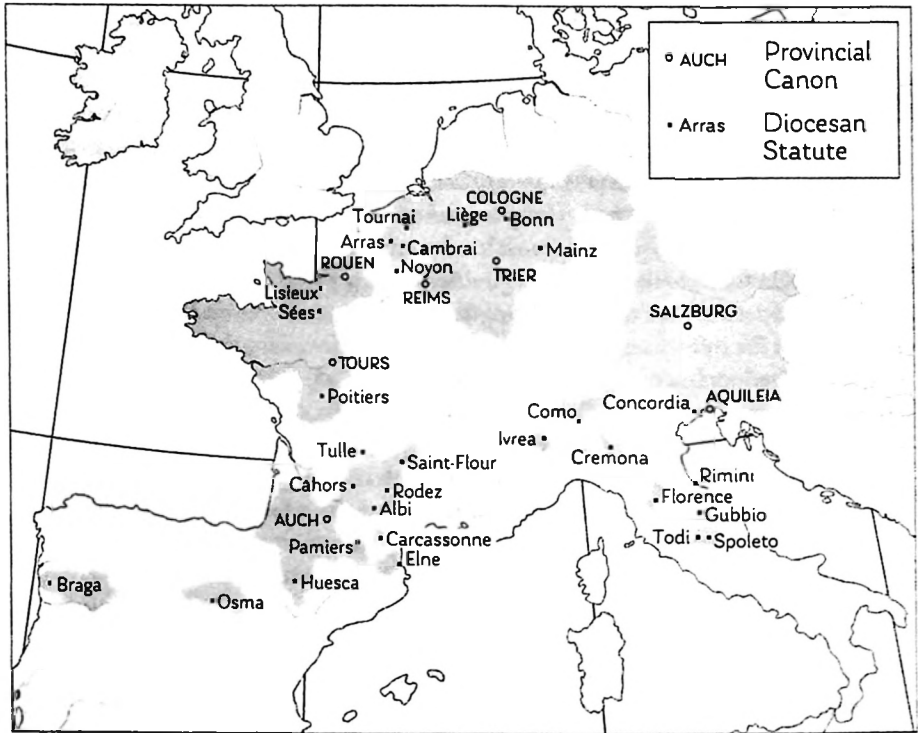 AUCH Provincial
Canon
Arras Diocesan
Statute
COLOGNE
Tournai Liège Bonn
Arras Cambrai Mainz
ROUEN Noyon TRIER
Lisieux REIMS
Sées SALZBURG
TOURS
Poitiers Concordia AQUILEIA
Como
Ivrea
Tulle Saint-Flour Cremona
Cahors Rodez Rimini
Albi Florence
AUCH Gubbio
Pamiers Carcassonne Todi Spoleto
Elne
Braga Huesca
Osma